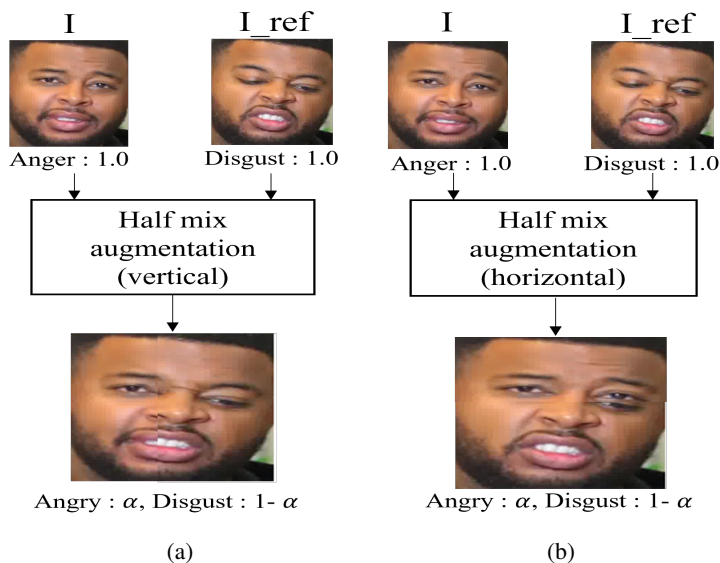 I I_ref
Anger : 1.0 Disgust : 1.0
Half mix
augmentation
(vertical)
Angry : α, Disgust : 1- α
(a)
I I_ref
Anger : 1.0 Disgust : 1.0
Half mix
augmentation
(horizontal)
Angry : α, Disgust : 1- α
(b)